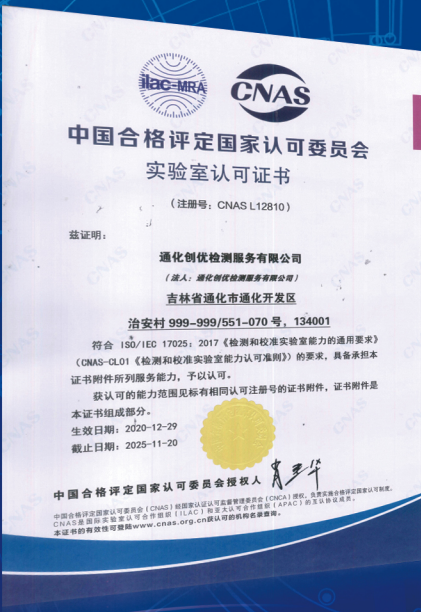 ilac-MRA
CNAS
中国合格评定国家认可委员会
实验室认可证书
（注册号：CNAS L12810）
兹证明：
通化创优检测服务有限公司
（法人：通化创优检测服务有限公司）
吉林省通化市通化开发区
治安村 999-999/551-070 号，134001
符合 ISO/IEC 17025：2017《检测和校准实验室能力的通用要求》
（CNAS-CL01《检测和校准实验室能力认可准则》）的要求，具备承担本
证书附件所列服务能力，予以认可。
获认可的能力范围见标有相同认可注册号的证书附件，证书附件是
本证书组成部分。
生效日期：2020-12-29
截止日期：2025-11-20
中国合格评定国家认可委员会授权人
中国合格评定国家认可委员会（CNAS）经国家认证认可监督管理委员会（CNCA）授权，负责实施合格评定国家认可制度。
CNAS是国际实验室认可合作组织（ILAC）和亚太认可合作组织（APAC）的互认协议成员。
本证书的有效性可登陆www.cnas.org.cn获认可的机构名录查询。